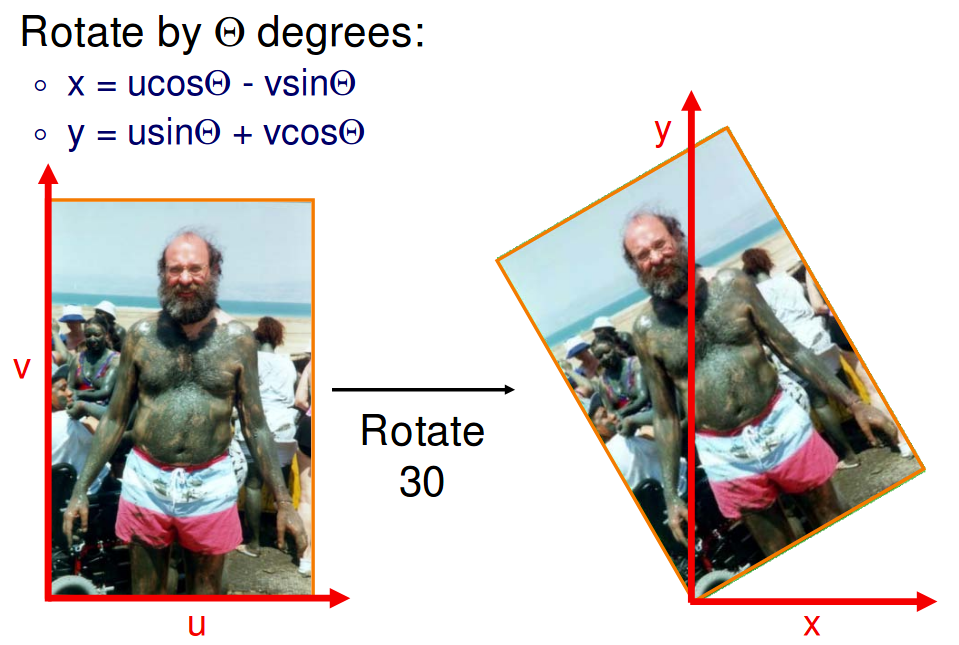 Rotate by Θ degrees:
∘ x = ucosΘ - vsinΘ
∘ y = usinΘ + vcosΘ
y
v
Rotate
30
u
x